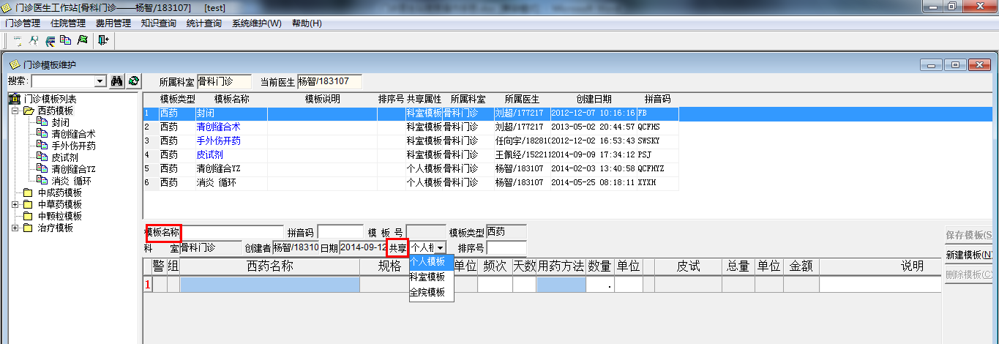 门诊医生工作站[骨科门诊——杨智/183107] [test]
门诊管理 住院管理 费用管理 知识查询 统计查询 系统维护(W) 帮助(H)
门诊模板维护
搜索: 所属科室 骨科门诊 当前医生 杨智/183107
门诊模板列表
西药模板
封闭
清创缝合术
手外伤开药
皮试剂
清创缝合YZ
消炎 循环
中成药模板
中草药模板
中颗粒模板
治疗模板
模板类型 模板名称 模板说明 排序号 共享属性 所属科室 所属医生 创建日期 拼音码
1 西药 封闭 科室模板 骨科门诊 刘超/177217 2012-12-07 10:16:16 FB
2 西药 清创缝合术 科室模板 骨科门诊 刘超/177217 2013-05-02 20:44:57 QCFHS
3 西药 手外伤开药 科室模板 骨科门诊 任向宇/182810 2012-12-02 16:53:43 SWSKY
4 西药 皮试剂 科室模板 骨科门诊 王佩经/152211 2014-09-09 17:34:12 PSJ
5 西药 清创缝合YZ 个人模板 骨科门诊 杨智/183107 2014-02-03 13:40:58 QCFHYZ
6 西药 消炎 循环 个人模板 骨科门诊 杨智/183107 2014-05-25 08:18:11 XYXH
模板名称 拼音码 模 板 号 模板类型 西药
科 室 骨科门诊 创建者 杨智/18310 日期 2014-09-12 共享 个人模 排序号
个人模板
科室模板
全院模板
保存模板(S
新建模板(N)
删除模板(C)
警 组 西药名称 规格 单位 频次 天数 用药方法 数量 单位 皮试 总量 单位 金额 说明
1 .